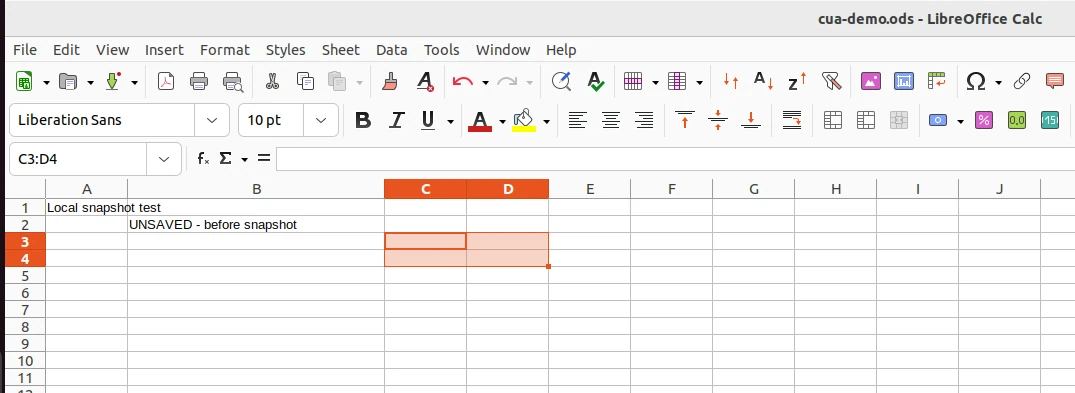 cua-demo.ods - LibreOffice Calc
File Edit View Insert Format Styles Sheet Data Tools Window Help
Liberation Sans 10 pt
C3:D4
A B C D E F G H I J
1 Local snapshot test
2 UNSAVED - before snapshot
3
4
5
6
7
8
9
10
11